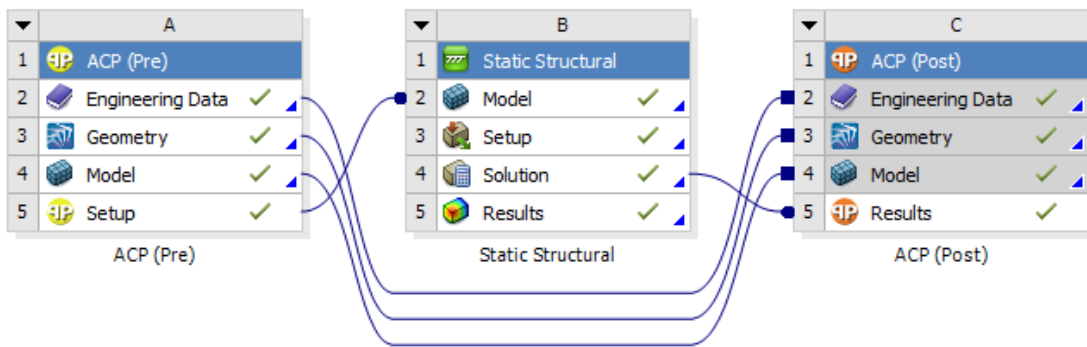 A
1 ACP (Pre)
2 Engineering Data
3 Geometry
4 Model
5 Setup
ACP (Pre)
B
1 Static Structural
2 Model
3 Setup
4 Solution
5 Results
Static Structural
C
1 ACP (Post)
2 Engineering Data
3 Geometry
4 Model
5 Results
ACP (Post)